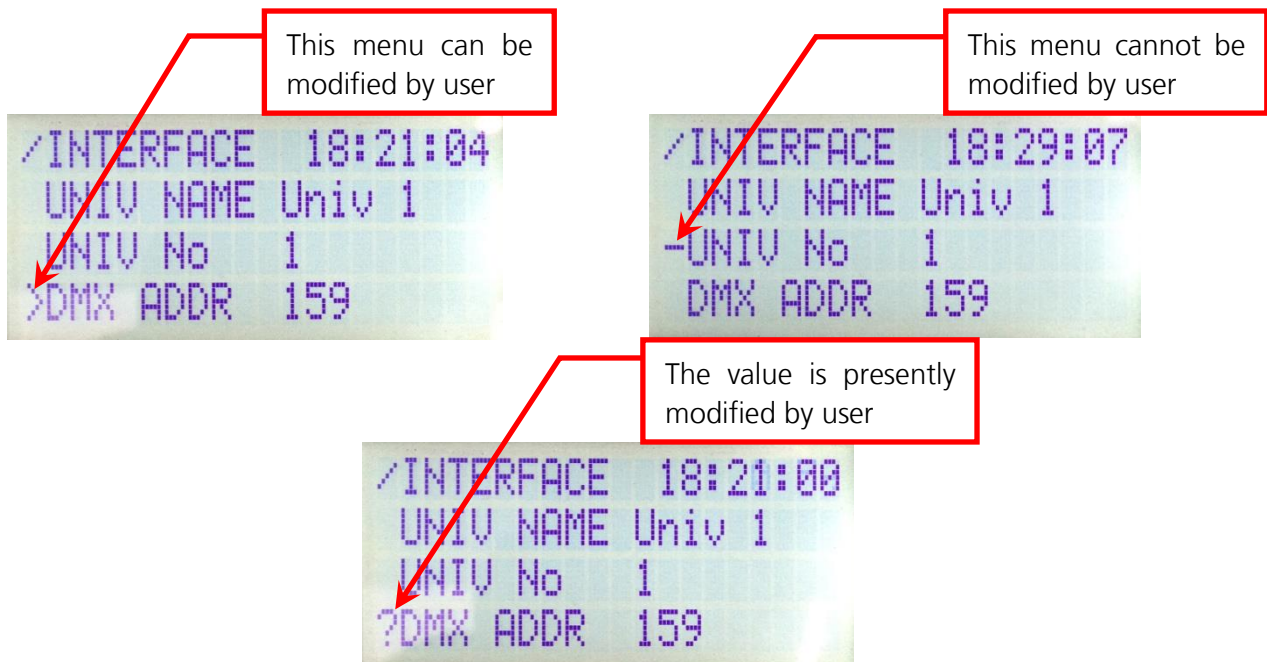 This menu can be
modified by user
/INTERFACE 18:21:04
UNIV NAME Univ 1
UNIV No 1
>DMX ADDR 159
This menu cannot be
modified by user
/INTERFACE 18:29:07
UNIV NAME Univ 1
-UNIV No 1
DMX ADDR 159
The value is presently
modified by user
/INTERFACE 18:21:00
UNIV NAME Univ 1
UNIV No 1
?DMX ADDR 159